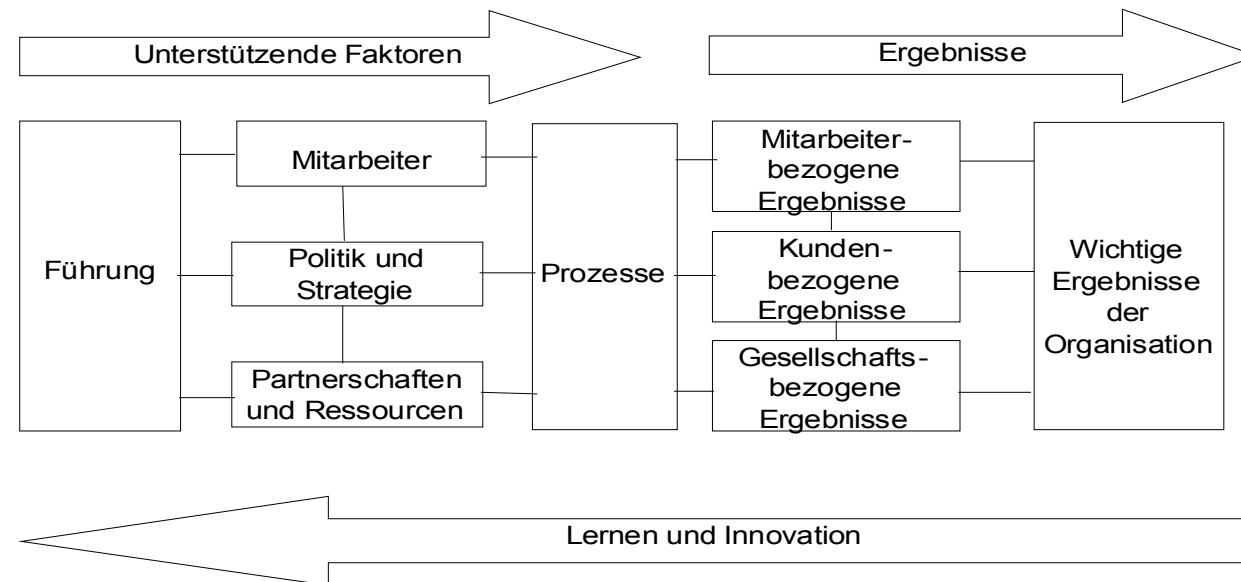 Unterstützende Faktoren
Ergebnisse
Führung
Mitarbeiter
Politik und
Strategie
Partnerschaften
und Ressourcen
Prozesse
Mitarbeiter-
bezogene
Ergebnisse
Kunden-
bezogene
Ergebnisse
Gesellschafts-
bezogene
Ergebnisse
Wichtige
Ergebnisse
der
Organisation
Lernen und Innovation